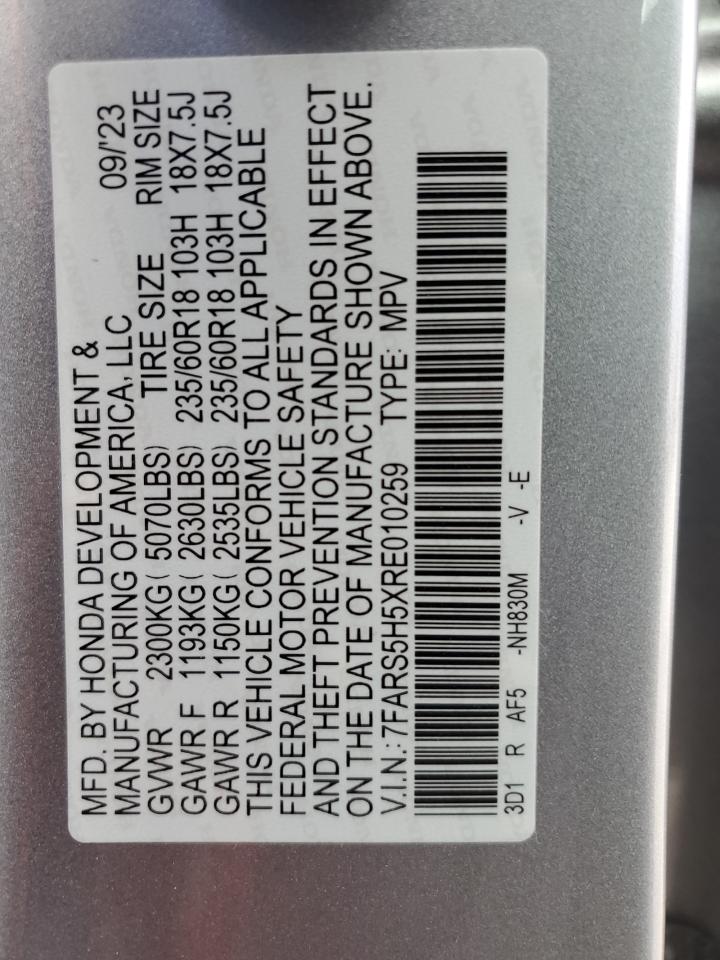 MFD. BY HONDA DEVELOPMENT &
MANUFACTURING OF AMERICA, LLC 09/'23
GVWR 2300KG( 5070LBS) TIRE SIZE RIM SIZE
GAWR F 1193KG( 2630LBS) 235/60R18 103H 18X7.5J
GAWR R 1150KG( 2535LBS) 235/60R18 103H 18X7.5J
THIS VEHICLE CONFORMS TO ALL APPLICABLE
FEDERAL MOTOR VEHICLE SAFETY
AND THEFT PREVENTION STANDARDS IN EFFECT
ON THE DATE OF MANUFACTURE SHOWN ABOVE.
V.I.N.: 7FARS5H5XRE010259 TYPE: MPV
3D1 R AF5 -NH830M -V -E